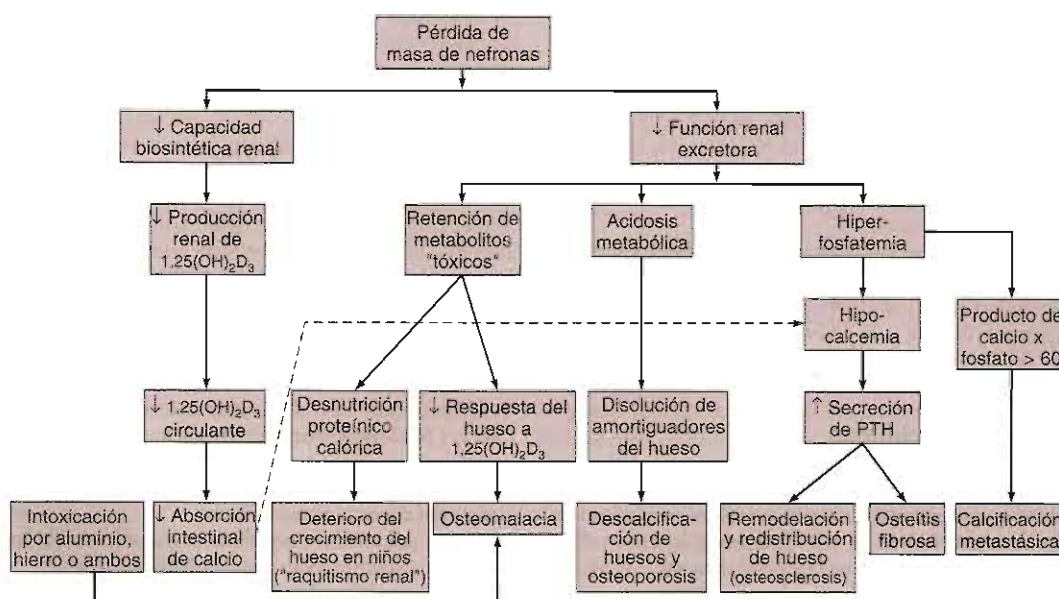 Pérdida de
masa de nefronas
↓ Capacidad
biosintética renal
↓ Función renal
excretora
↓ Producción
renal de
1,25(OH)₂D₃
Retención de
metabolitos
"tóxicos"
Acidosis
metabólica
Hiper-
fosfatemia
Hipo-
calcemia
Producto de
calcio x
fosfato > 60
↓ 1,25(OH)₂D₃
circulante
Desnutrición
proteínico
calórica
↓ Respuesta del
hueso a
1,25(OH)₂D₃
Disolución de
amortiguadores
del hueso
↑ Secreción
de PTH
Intoxicación
por aluminio,
hierro o ambos
↓ Absorción
intestinal
de calcio
Deterioro del
crecimiento del
hueso en niños
("raquitismo renal")
Osteomalacia
Descalcifica-
ción de
huesos y
osteoporosis
Remodelación
y redistribución
de hueso
(osteosclerosis)
Osteítis
fibrosa
Calcificación
metastásica